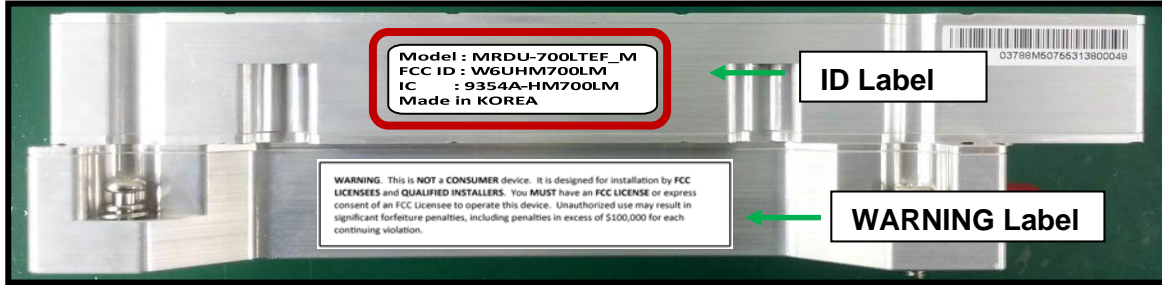 Model : MRDU-700LTEF_M
FCC ID : W6UHM700LM
IC : 9354A-HM700LM
Made in KOREA
03788M50755313800048
ID Label
WARNING. This is NOT a CONSUMER device. It is designed for installation by FCC
LICENSEES and QUALIFIED INSTALLERS. You MUST have an FCC LICENSE or express
consent of an FCC Licensee to operate this device. Unauthorized use may result in
significant forfeiture penalties, including penalties in excess of $100,000 for each
continuing violation.
WARNING Label